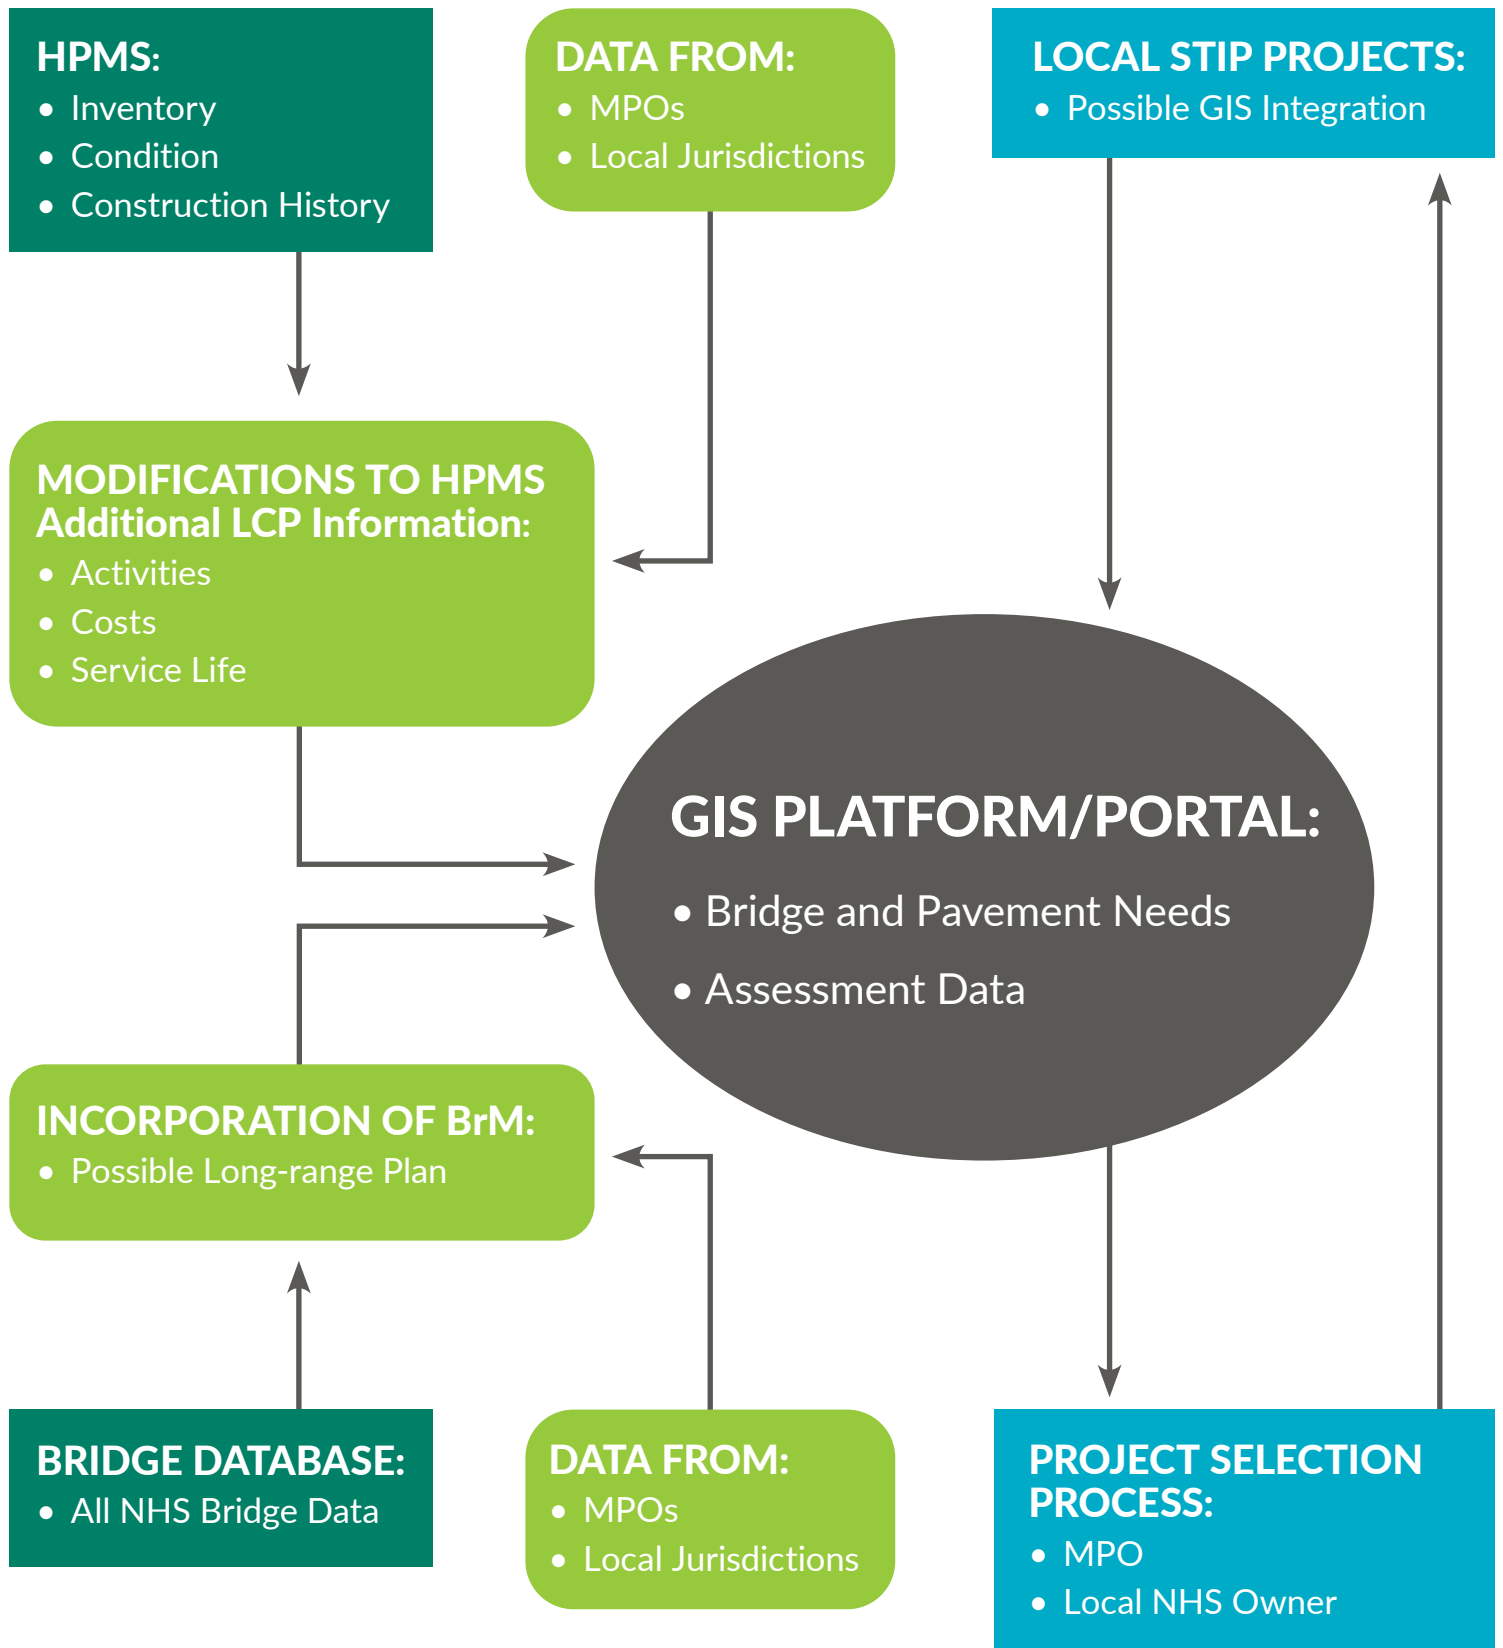 HPMS:
• Inventory
• Condition
• Construction History
DATA FROM:
• MPOs
• Local Jurisdictions
LOCAL STIP PROJECTS:
• Possible GIS Integration
MODIFICATIONS TO HPMS
Additional LCP Information:
• Activities
• Costs
• Service Life
GIS PLATFORM/PORTAL:
• Bridge and Pavement Needs
• Assessment Data
INCORPORATION OF BrM:
• Possible Long-range Plan
BRIDGE DATABASE:
• All NHS Bridge Data
DATA FROM:
• MPOs
• Local Jurisdictions
PROJECT SELECTION
PROCESS:
• MPO
• Local NHS Owner